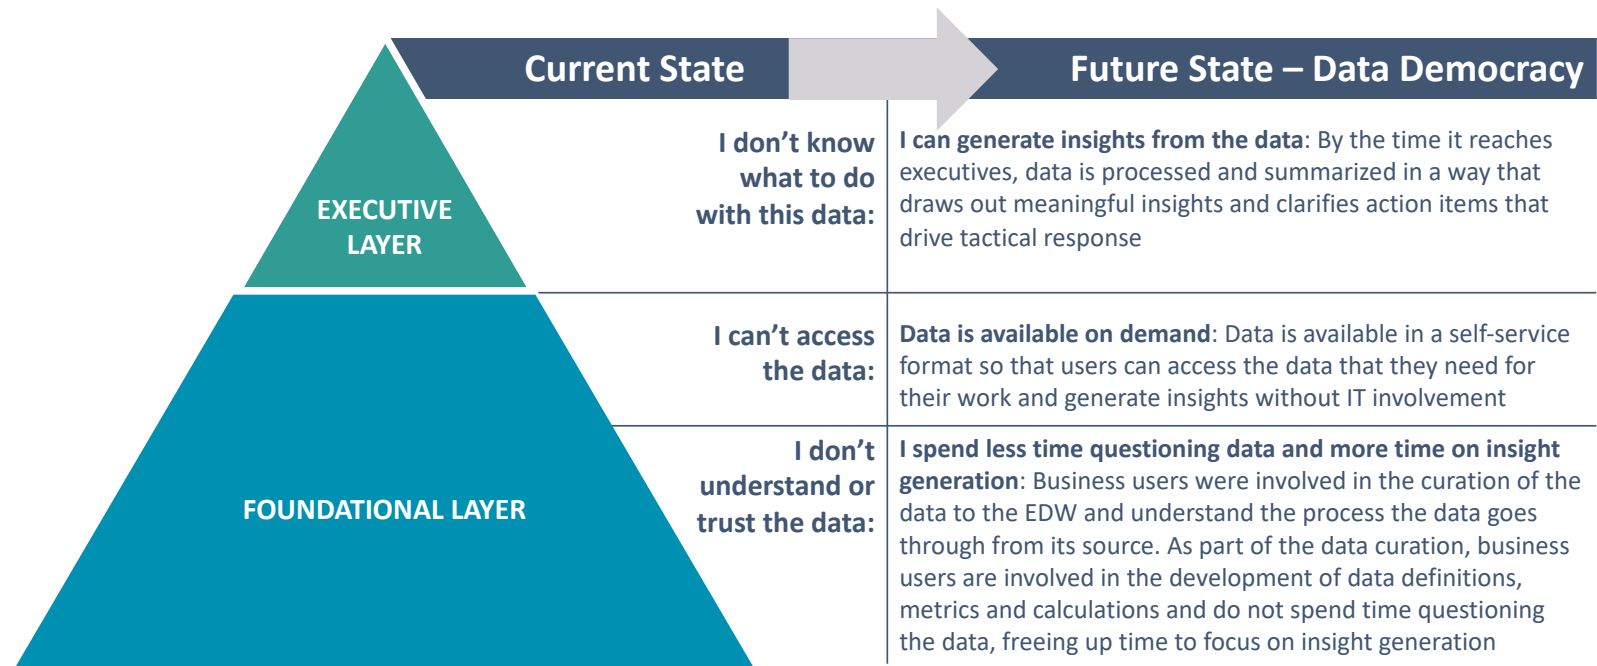 Current State
Future State – Data Democracy
EXECUTIVE
LAYER
I don’t know
what to do
with this data:
I can generate insights from the data: By the time it reaches
executives, data is processed and summarized in a way that
draws out meaningful insights and clarifies action items that
drive tactical response
FOUNDATIONAL LAYER
I can’t access
the data:
Data is available on demand: Data is available in a self-service
format so that users can access the data that they need for
their work and generate insights without IT involvement
I don’t
understand or
trust the data:
I spend less time questioning data and more time on insight
generation: Business users were involved in the curation of the
data to the EDW and understand the process the data goes
through from its source. As part of the data curation, business
users are involved in the development of data definitions,
metrics and calculations and do not spend time questioning
the data, freeing up time to focus on insight generation